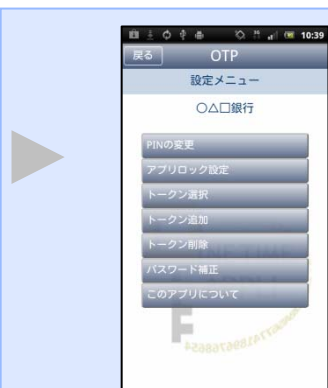 10:39
戻る OTP
設定メニュー
○△□銀行
PINの変更
アプリロック設定
トークン選択
トークン追加
トークン削除
パスワード補正
このアプリについて